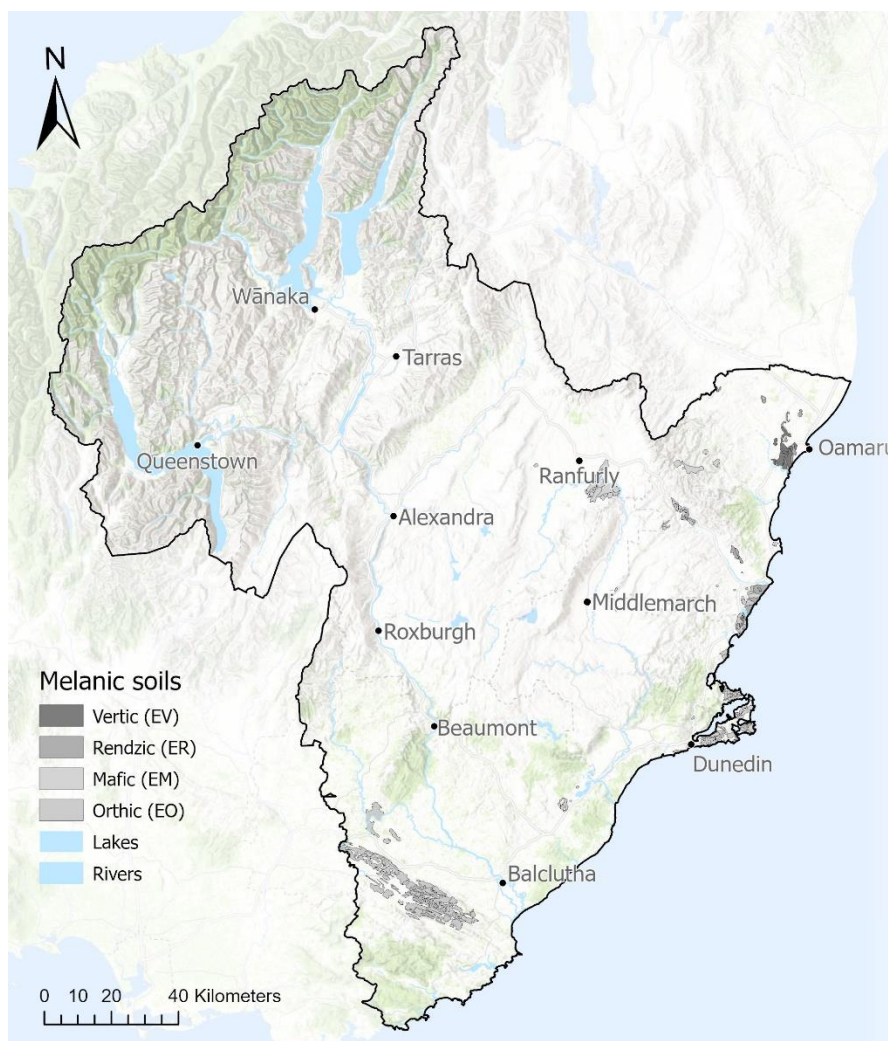 N
Wānaka
Tarras
Queenstown
Oamaru
Ranfurly
Alexandra
Middlemarch
Roxburgh
Melanic soils
Vertic (EV)
Rendzic (ER)
Mafic (EM)
Orthic (EO)
Lakes
Rivers
Beaumont
Dunedin
Balclutha
0 10 20 40 Kilometers